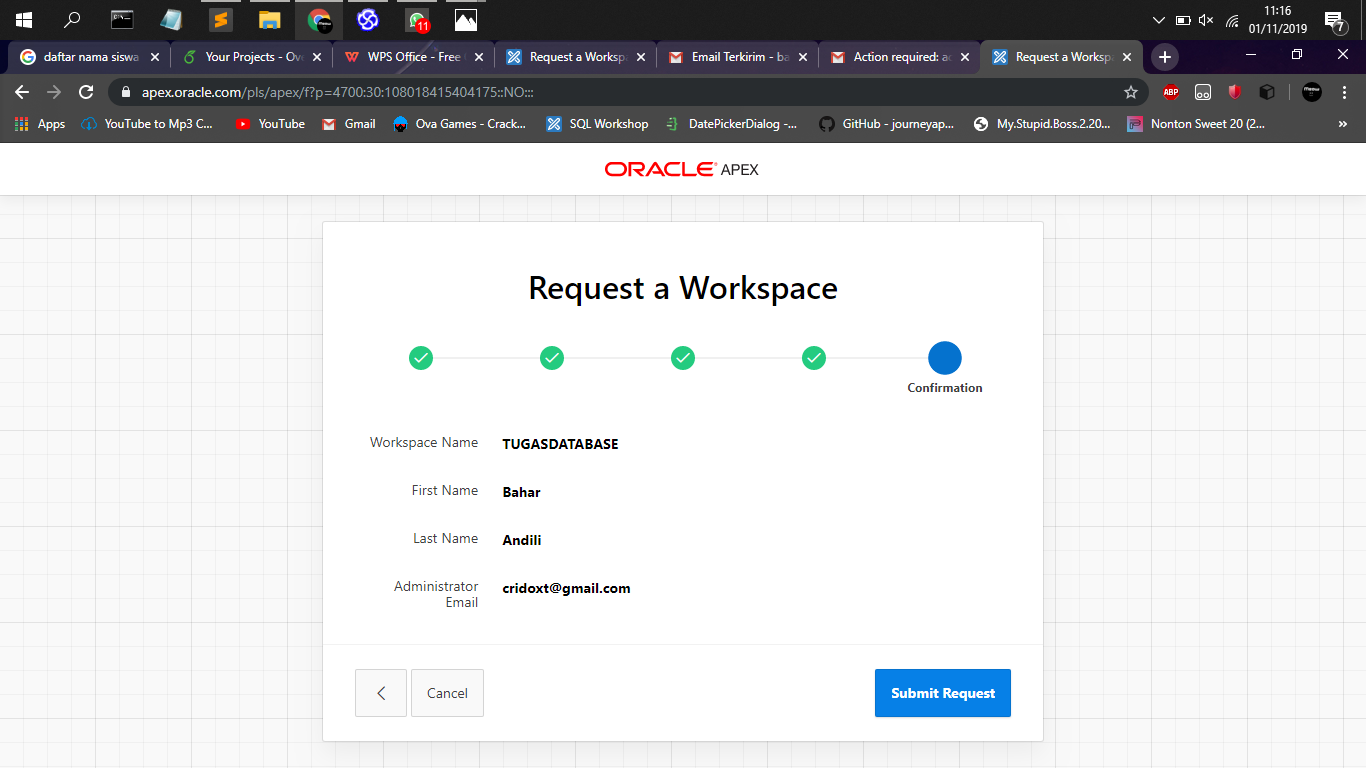 11
11:16
01/11/2019
7
daftar nama siswa
Your Projects - Ov
WPS Office - Free
Request a Worksp
Email Terkirim - ba
Action required: a
Request a Worksp
apex.oracle.com/pls/apex/f?p=4700:30:108018415404175::NO:::
ABP
Apps
YouTube to Mp3 C...
YouTube
Gmail
Ova Games - Crack...
SQL Workshop
DatePickerDialog -...
GitHub - journeyap...
My.Stupid.Boss.2.20...
Nonton Sweet 20 (2...
»
ORACLE® APEX
Request a Workspace
Confirmation
Workspace Name TUGASDATABASE
First Name Bahar
Last Name Andili
Administrator
Email cridoxt@gmail.com
Cancel
Submit Request